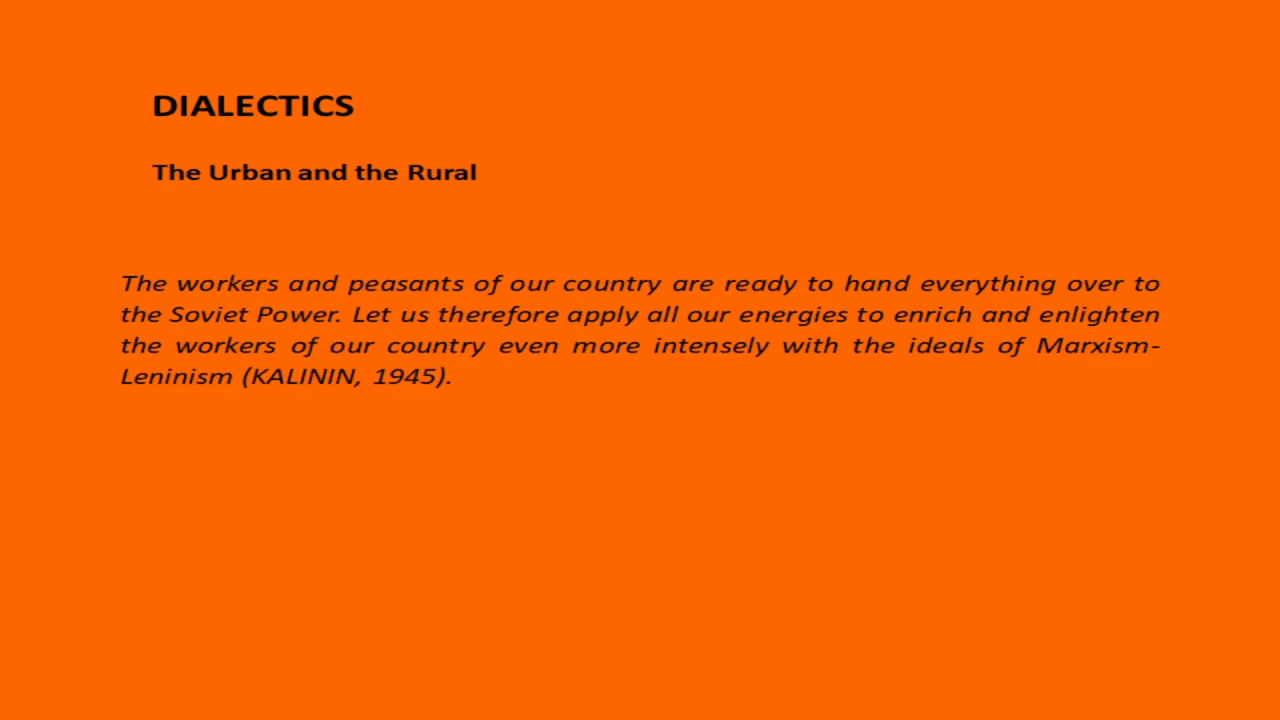 DIALECTICS
The Urban and the Rural
The workers and peasants of our country are ready to hand everything over to
the Soviet Power. Let us therefore apply all our energies to enrich and enlighten
the workers of our country even more intensely with the ideals of Marxism-
Leninism (KALININ, 1945).